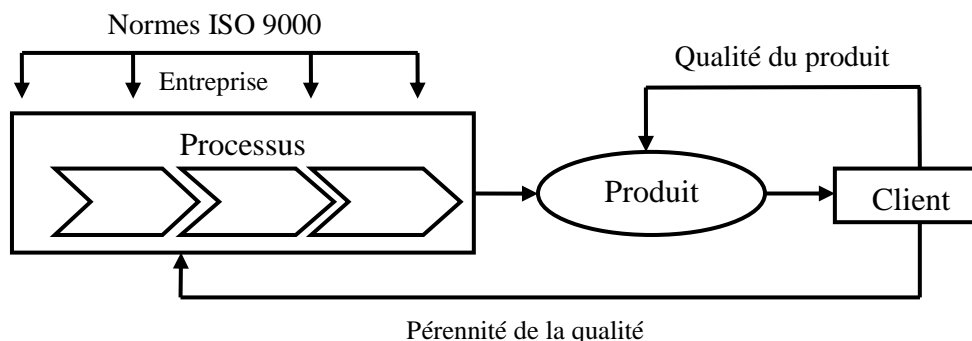 Normes ISO 9000
Qualité du produit
Entreprise
Processus
Produit
Client
Pérennité de la qualité